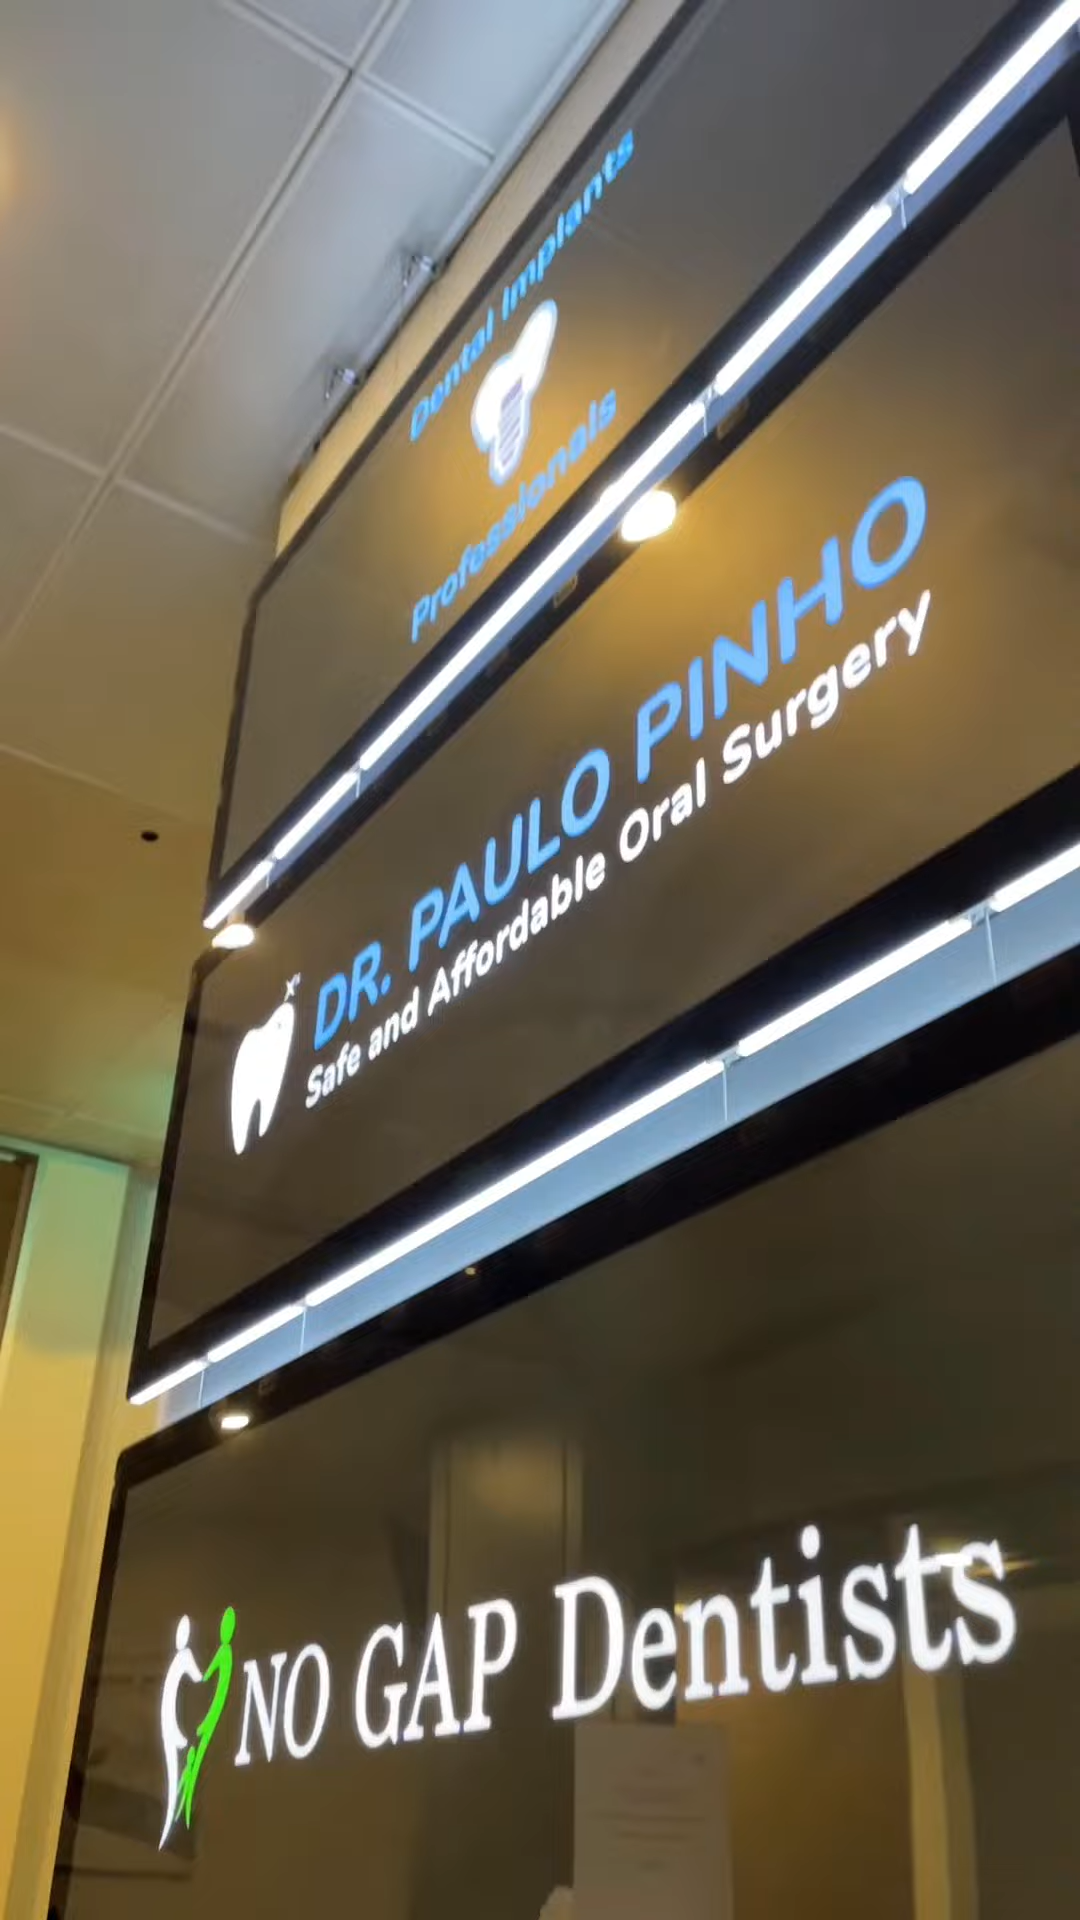 Dental Implants
Professionals
DR. PAULO PINHO
Safe and Affordable Oral Surgery
NO GAP Dentists